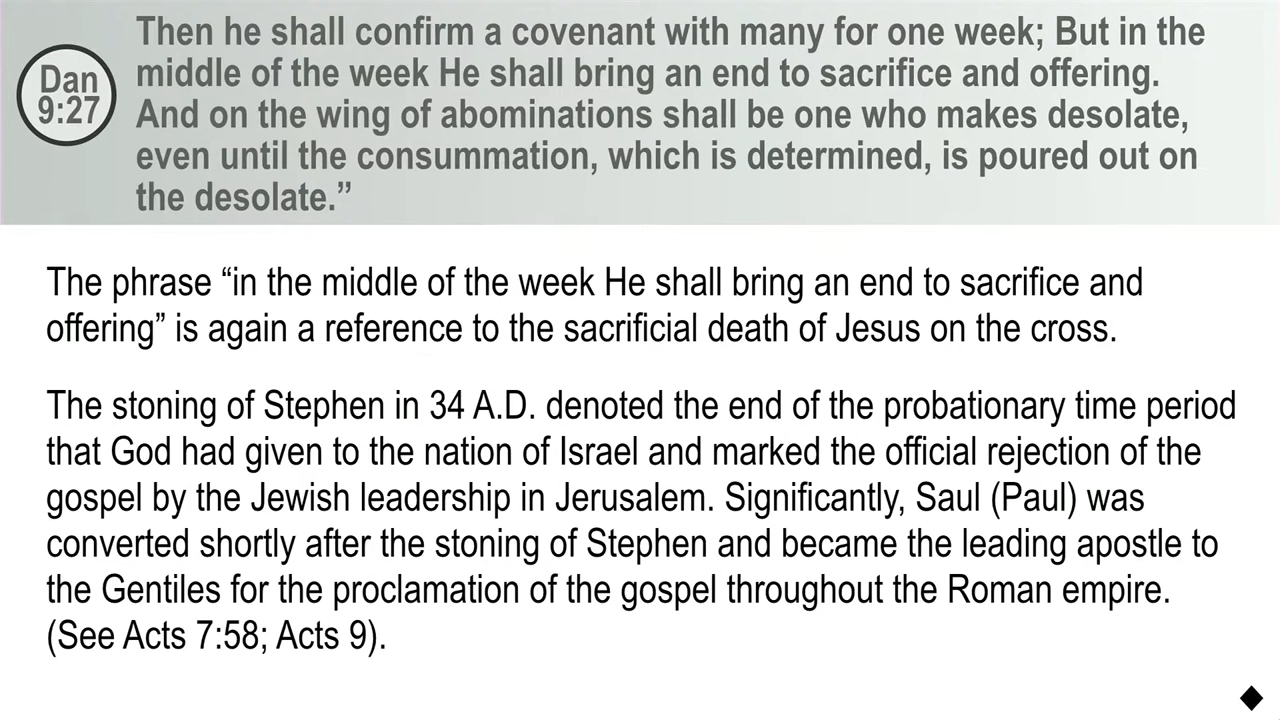 Dan
9:27
Then he shall confirm a covenant with many for one week; But in the
middle of the week He shall bring an end to sacrifice and offering.
And on the wing of abominations shall be one who makes desolate,
even until the consummation, which is determined, is poured out on
the desolate.”
The phrase “in the middle of the week He shall bring an end to sacrifice and
offering” is again a reference to the sacrificial death of Jesus on the cross.
The stoning of Stephen in 34 A.D. denoted the end of the probationary time period
that God had given to the nation of Israel and marked the official rejection of the
gospel by the Jewish leadership in Jerusalem. Significantly, Saul (Paul) was
converted shortly after the stoning of Stephen and became the leading apostle to
the Gentiles for the proclamation of the gospel throughout the Roman empire.
(See Acts 7:58; Acts 9).